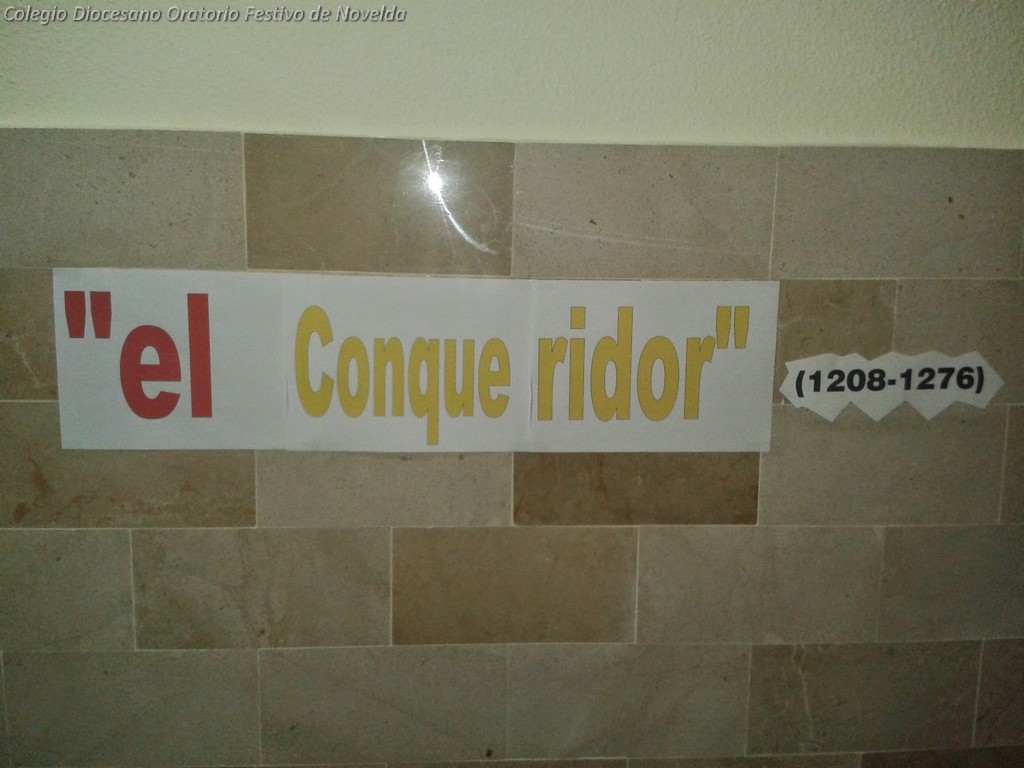 Colegio Diocesano Oratorio Festivo de Novelda
"el Conque ridor"
(1208-1276)